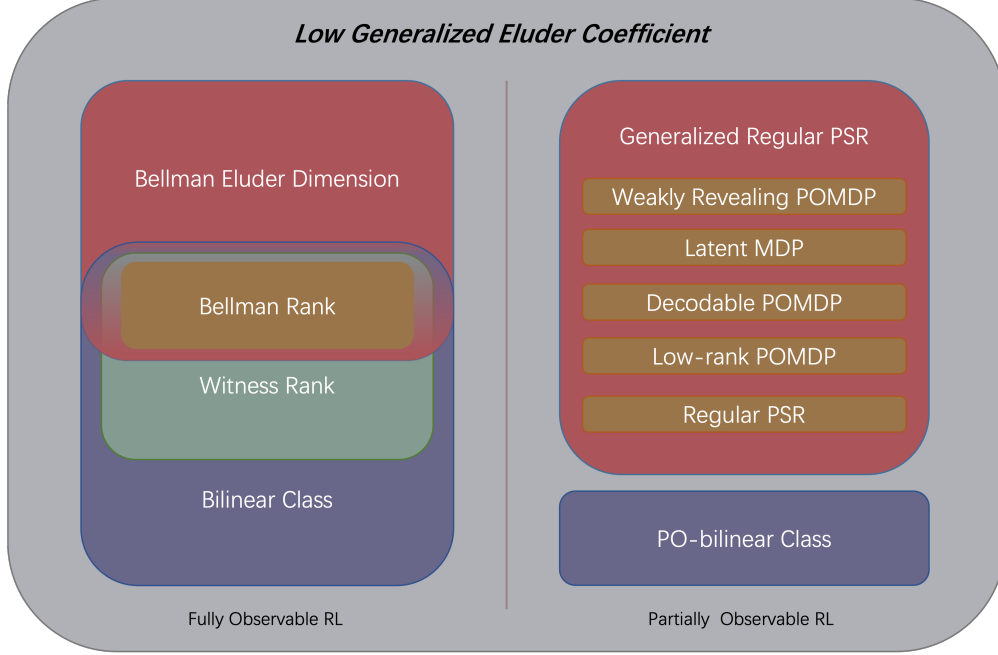 Low Generalized Eluder Coefficient
Bellman Eluder Dimension
Bellman Rank
Witness Rank
Bilinear Class
Fully Observable RL
Generalized Regular PSR
Weakly Revealing POMDP
Latent MDP
Decodable POMDP
Low-rank POMDP
Regular PSR
PO-bilinear Class
Partially Observable RL